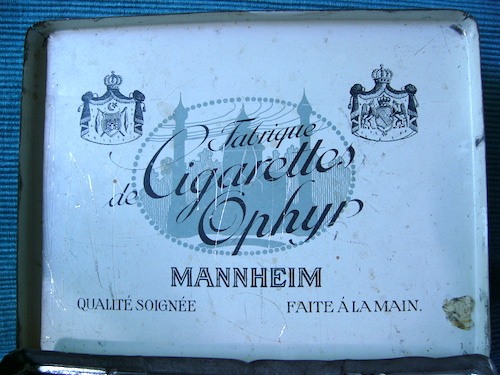 Fabrique
de Cigarettes
Ophyr
MANNHEIM
QUALITÉ SOIGNÉE FAITE Á LA MAIN.